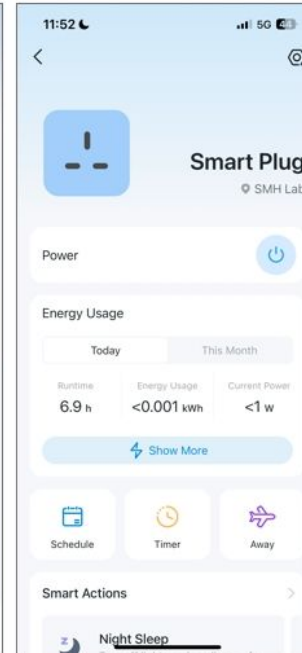 11:52 5G
Smart Plug
SMH Lab
Power
Energy Usage
Today This Month
Runtime Energy Usage Current Power
6.9 h <0.001 kWh <1 w
Show More
Schedule Timer Away
Smart Actions
Night Sleep